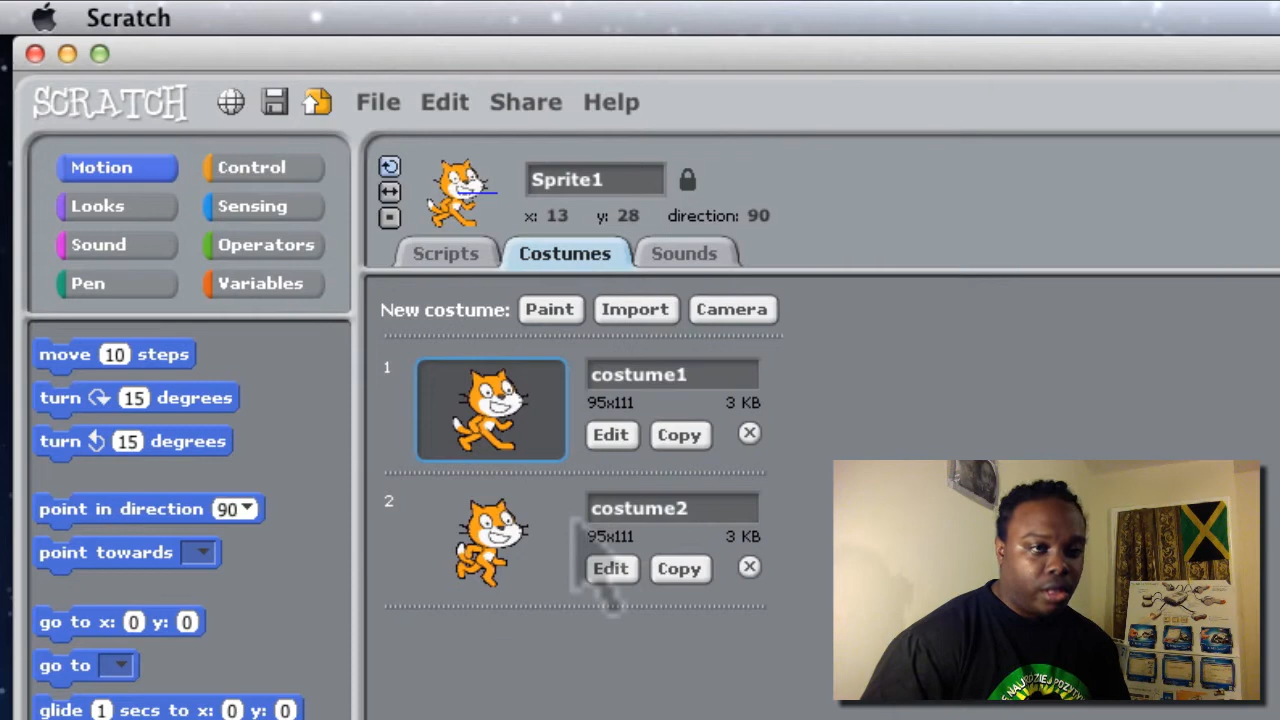 Scratch
SCRATCH File Edit Share Help
Motion Control
Looks Sensing
Sound Operators
Pen Variables
Sprite1
x: 13 y: 28 direction: 90
Scripts Costumes Sounds
New costume: Paint Import Camera
1 costume1
95x111 3 KB
Edit Copy
2 costume2
95x111 3 KB
Edit Copy
move 10 steps
turn 15 degrees
turn 15 degrees
point in direction 90
point towards
go to x: 0 y: 0
go to
glide 1 secs to x: 0 y: 0